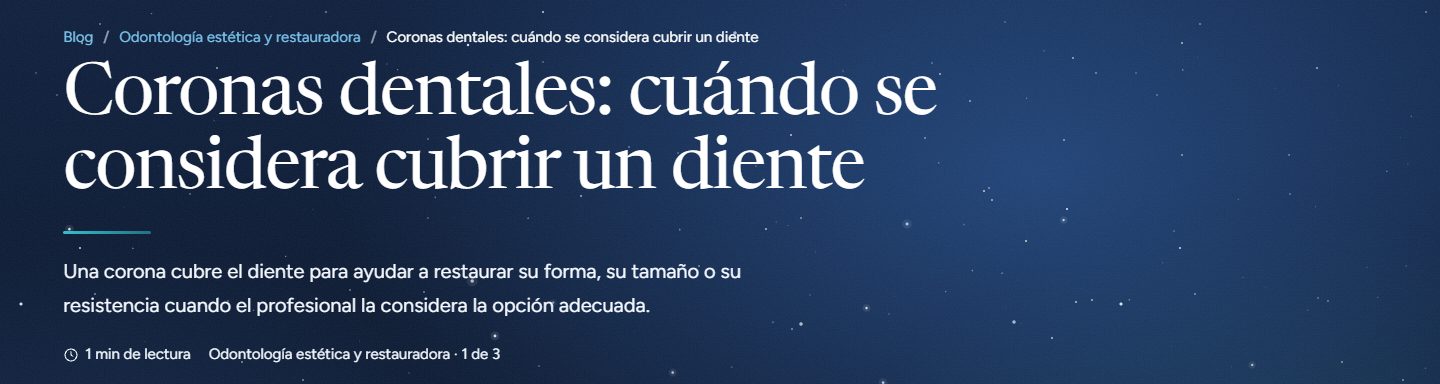 Blog / Odontología estética y restauradora / Coronas dentales: cuándo se considera cubrir un diente
Coronas dentales: cuándo se
considera cubrir un diente
Una corona cubre el diente para ayudar a restaurar su forma, su tamaño o su
resistencia cuando el profesional la considera la opción adecuada.
1 min de lectura Odontología estética y restauradora · 1 de 3